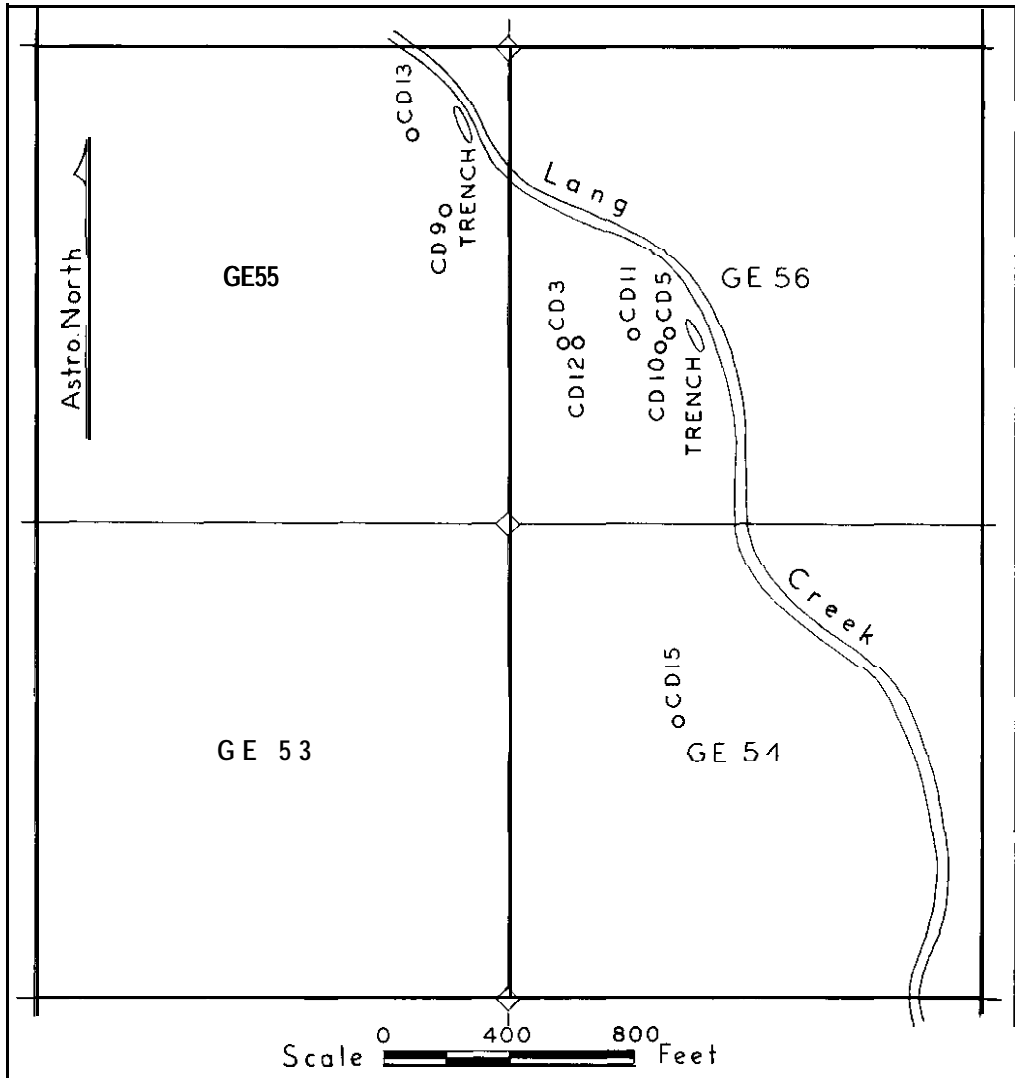 CD13
TRENCH
CD9
Lang
Astro. North
GE55
GE 56
CD3
CD12
CD11
CD5
CD10
TRENCH
Creek
CD15
GE 53
GE 54
0 400 800
Scale Feet